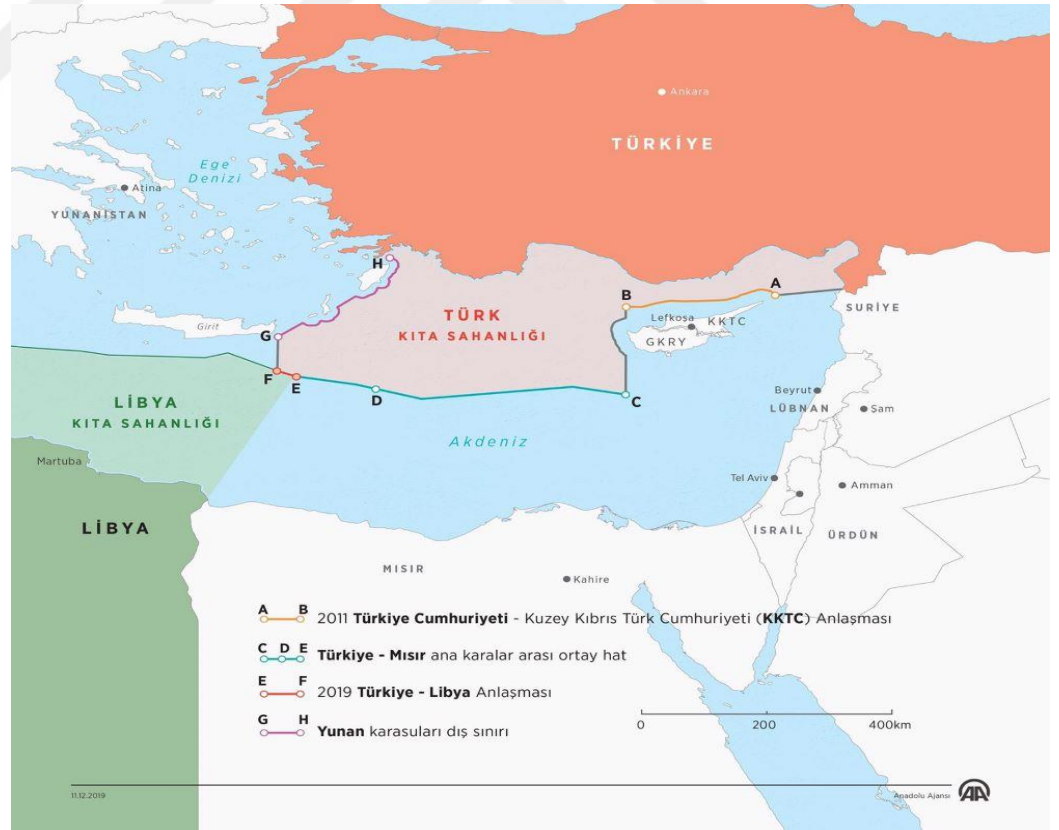 Ankara
TÜRKİYE
Ege
Denizi
Atina
YUNANİSTAN
H
A
B
SURİYE
TÜRK
KITA SAHANLIĞI
Lefkoşa
KKTC
GKRY
Girit
G
F
E
D
C
Beyrut
LÜBNAN
Şam
LİBYA
KITA SAHANLIĞI
Akdeniz
Martuba
Tel Aviv
Amman
LİBYA
İSRAİL
ÜRDÜN
MISIR
Kahire
A B 2011 Türkiye Cumhuriyeti - Kuzey Kıbrıs Türk Cumhuriyeti (KKTC) Anlaşması
C D E Türkiye - Mısır ana karalar arası ortay hat
E F 2019 Türkiye - Libya Anlaşması
G H Yunan karasuları dış sınırı
0 200 400km
11.12.2019
Anadolu Ajansı AA